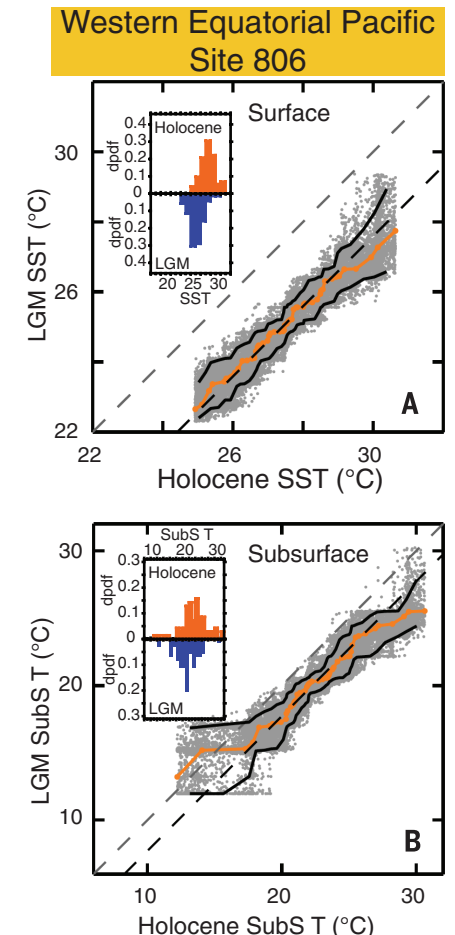 Western Equatorial Pacific
Site 806
Surface
0.4
0.3
0.2
0.1
0
0.1
0.2
0.3
0.4
dpdf
dpdf
Holocene
LGM
20 25 30
SST
30
26
22
LGM SST (°C)
A
22 26 30
Holocene SST (°C)
SubS T
10 20 30
Subsurface
0.3
0.2
0.1
0
0.1
0.2
0.3
dpdf
dpdf
Holocene
LGM
30
20
10
LGM SubS T (°C)
B
10 20 30
Holocene SubS T (°C)